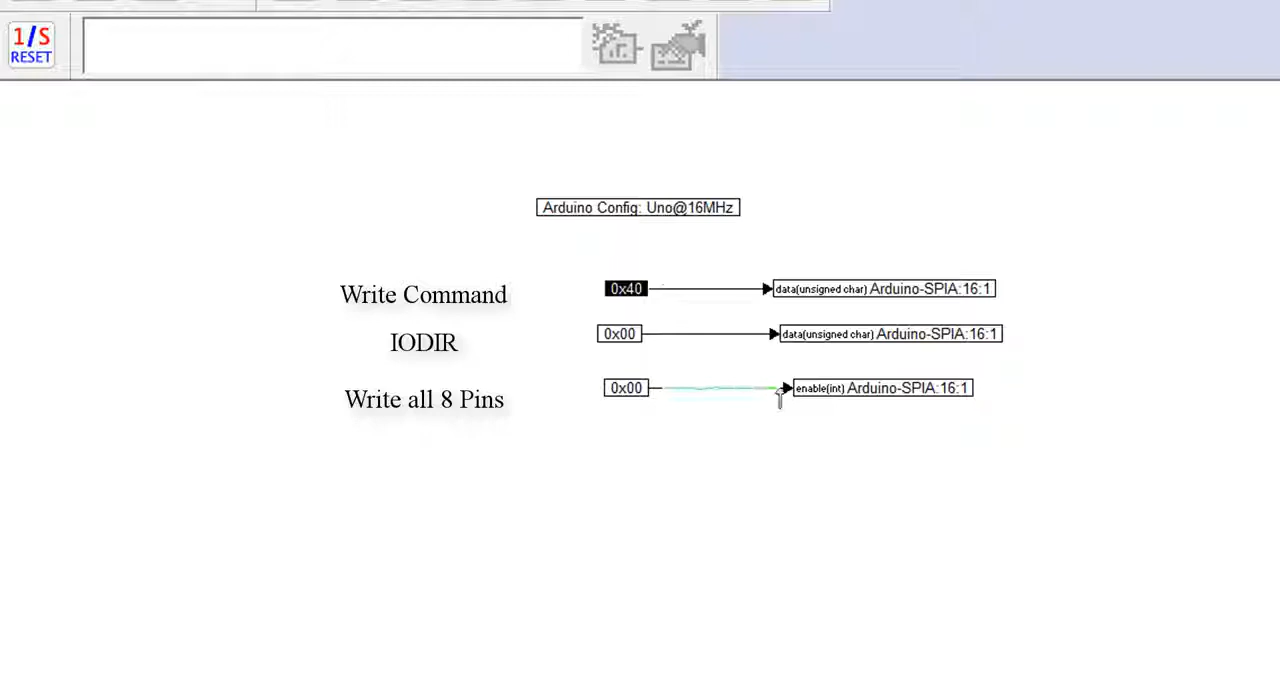 1/S
RESET
Arduino Config: Uno@16MHz
Write Command
0x40
data(unsigned char) Arduino-SPIA:16:1
IODIR
0x00
data(unsigned char) Arduino-SPIA:16:1
Write all 8 Pins
0x00
enable(int) Arduino-SPIA:16:1